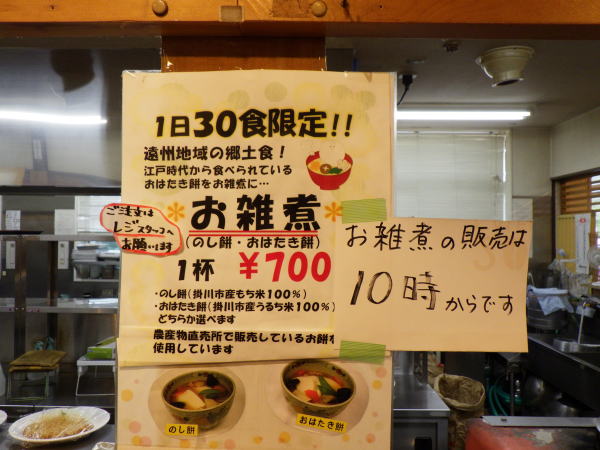 1日30食限定!!
遠州地域の郷土食!
江戸時代から食べられている
おはたき餅をお雑煮に…
ご注文は
レジスタッフへ
お願います
*お雑煮*
(のし餅・おはたき餅)
1杯 ¥700
・のし餅(掛川市産もち米100%)
・おはたき餅(掛川市産うるち米100%)
どちらか選べます
農産物直売所で販売しているお餅を
使用しています
のし餅
おはたき餅
お雑煮の販売は
10時からです